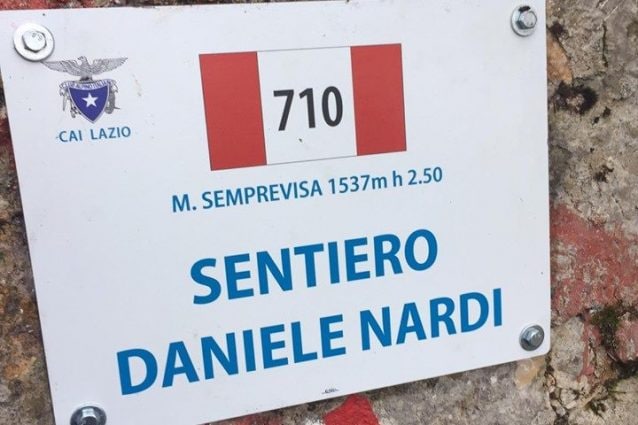 CAI LAZIO
710
M. SEMPREVISA 1537m h 2.50
SENTIERO
DANIELE NARDI